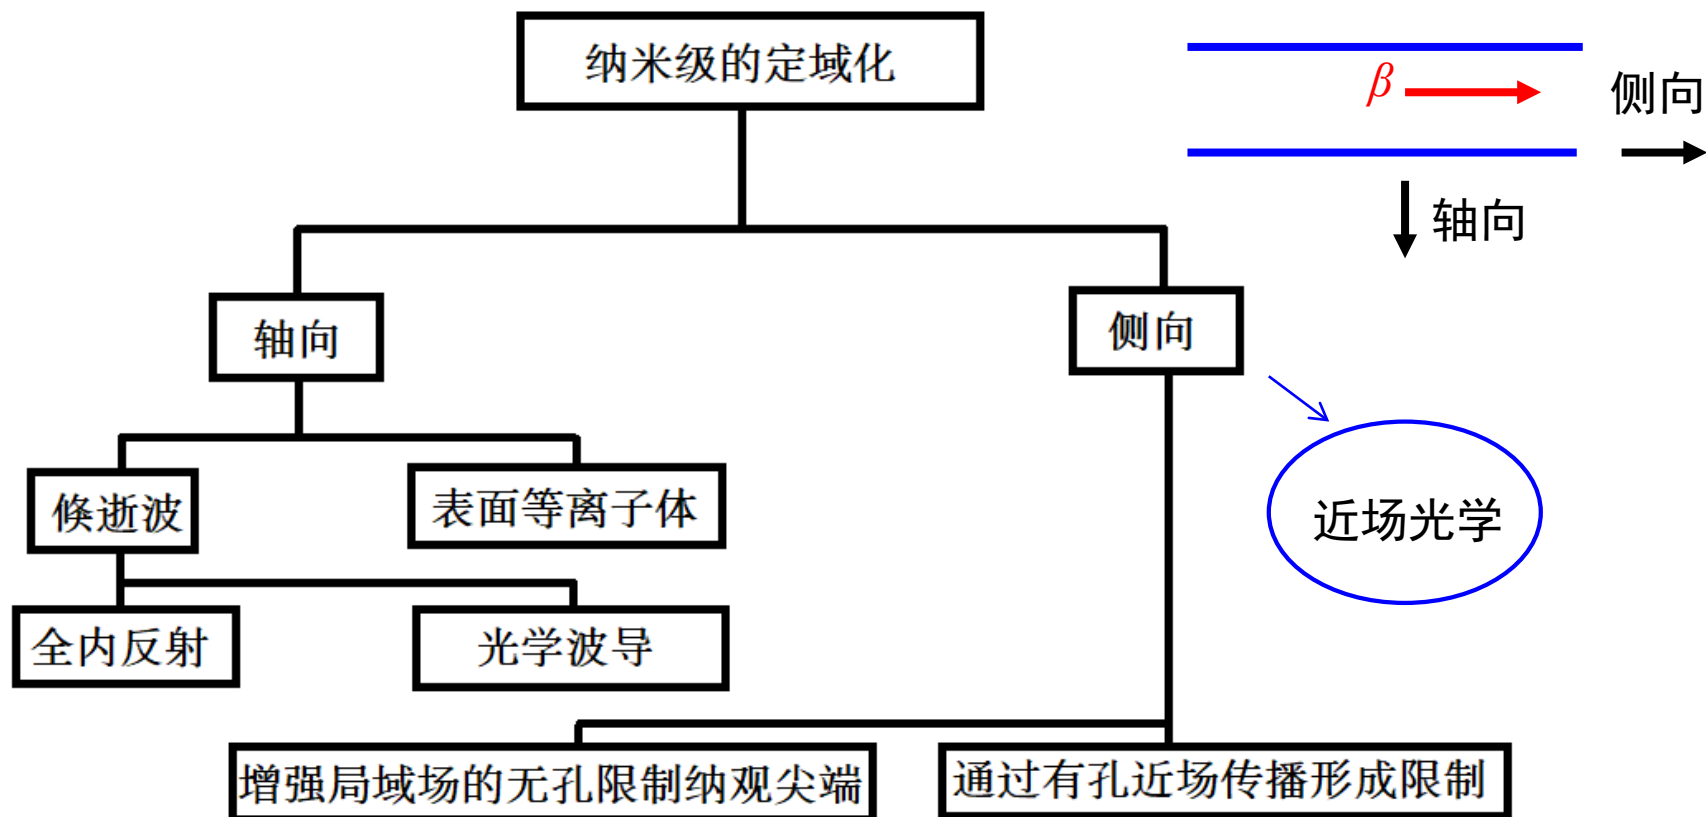 纳米级的定域化
β
侧向
轴向
轴向
侧向
倏逝波
表面等离子体
近场光学
全内反射
光学波导
增强局域场的无孔限制纳观尖端
通过有孔近场传播形成限制